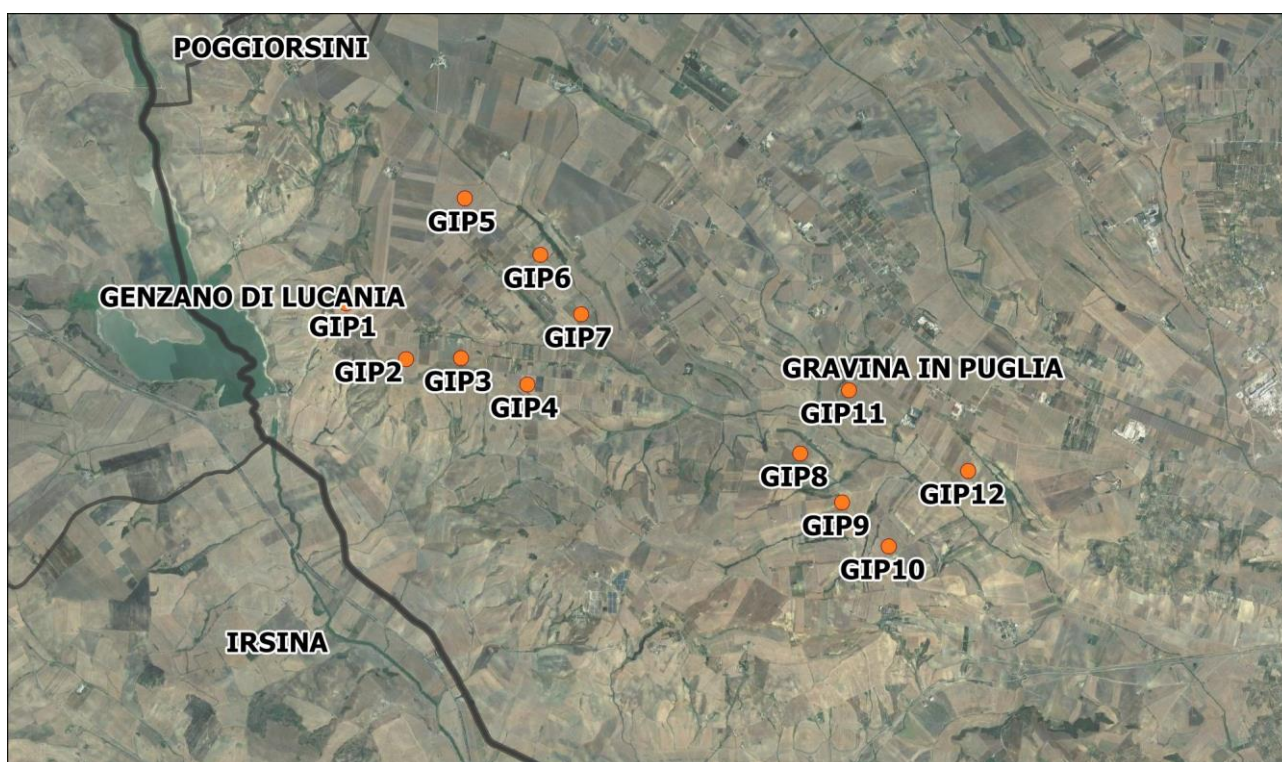 POGGIORSINI
GIP5
GIP6
GENZANO DI LUCANIA
GIP1
GIP7
GIP2
GIP3
GRAVINA IN PUGLIA
GIP4
GIP11
GIP8
GIP12
GIP9
GIP10
IRSINA